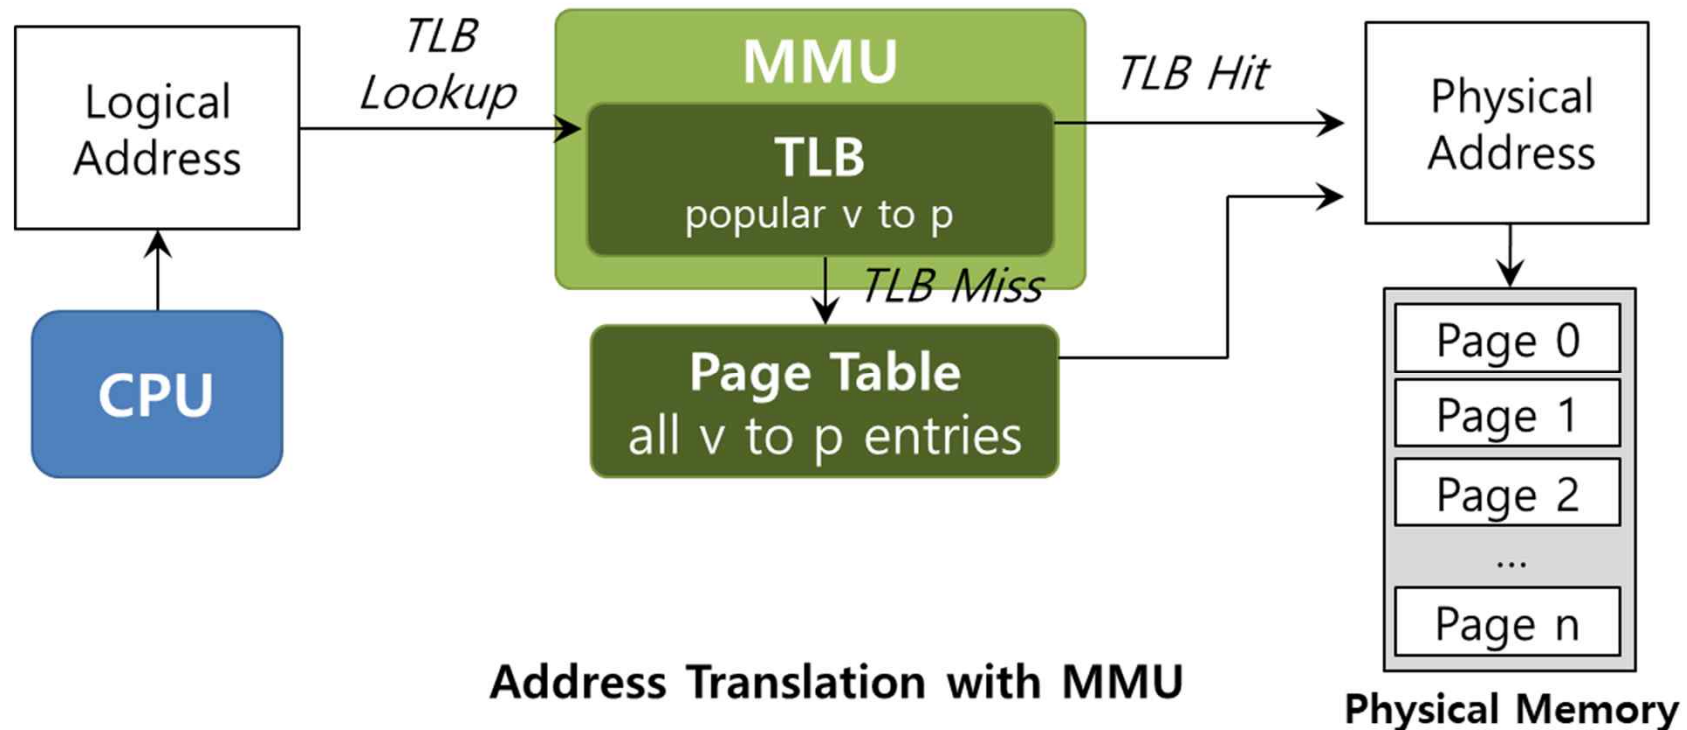 Logical
Address
TLB
Lookup
MMU
TLB
popular v to p
TLB Hit
Physical
Address
TLB Miss
CPU
Page Table
all v to p entries
Page 0
Page 1
Page 2
...
Page n
Address Translation with MMU
Physical Memory